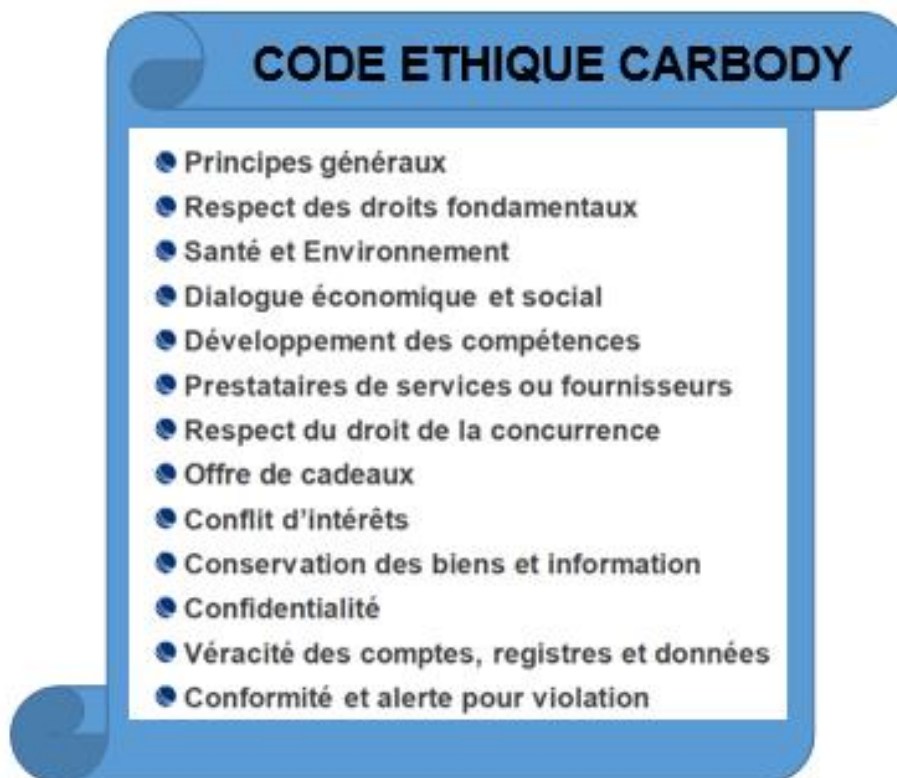 CODE ETHIQUE CARBODY
Principes généraux
Respect des droits fondamentaux
Santé et Environnement
Dialogue économique et social
Développement des compétences
Prestataires de services ou fournisseurs
Respect du droit de la concurrence
Offre de cadeaux
Conflit d’intérêts
Conservation des biens et information
Confidentialité
Véracité des comptes, registres et données
Conformité et alerte pour violation